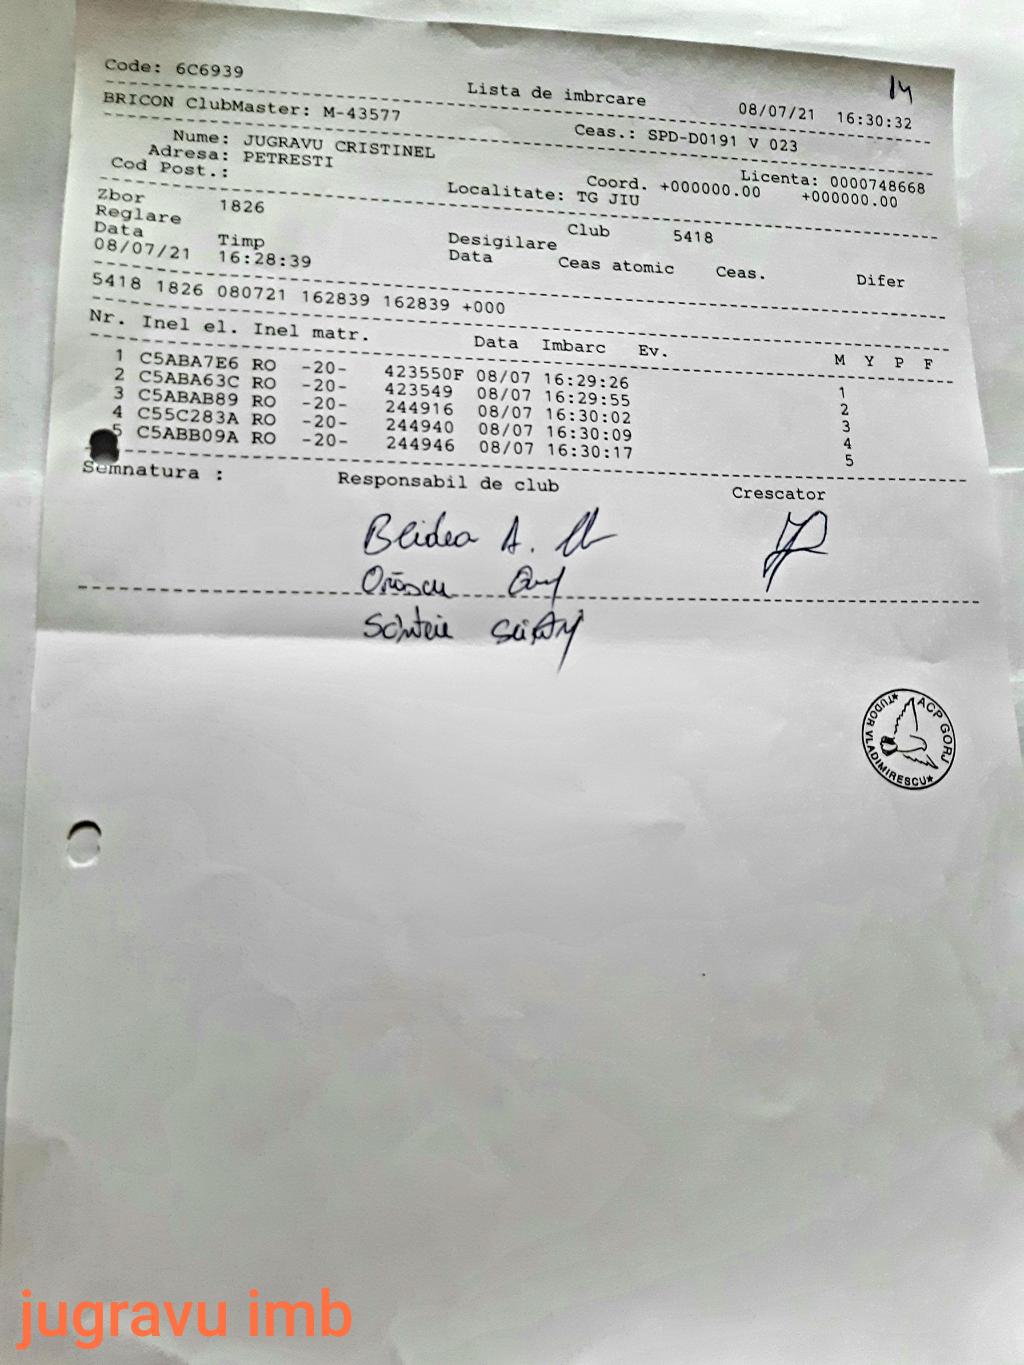 14
Code: 6C6939
Lista de imbrcare 08/07/21 16:30:32
BRICON ClubMaster: M-43577 Ceas.: SPD-D0191 V 023
Nume: JUGRAVU CRISTINEL Licenta: 0000748668
Adresa: PETRESTI Coord. +000000.00 +000000.00
Cod Post.: Localitate: TG JIU
Zbor 1826 Club 5418
Reglare Desigilare
Data Timp Data Ceas atomic Ceas. Difer
08/07/21 16:28:39
5418 1826 080721 162839 162839 +000
Nr. Inel el. Inel matr. Data Imbarc Ev. M Y P F
1 C5ABA7E6 RO -20- 423550F 08/07 16:29:26 1
2 C5ABA63C RO -20- 423549 08/07 16:29:55 2
3 C5ABAB89 RO -20- 244916 08/07 16:30:02 3
4 C55C283A RO -20- 244940 08/07 16:30:09 4
5 C5ABB09A RO -20- 244946 08/07 16:30:17 5
Semnatura : Responsabil de club Crescator
Blidea A.
ACP GORJ
TUDOR VLADIMIRESCU
jugravu imb